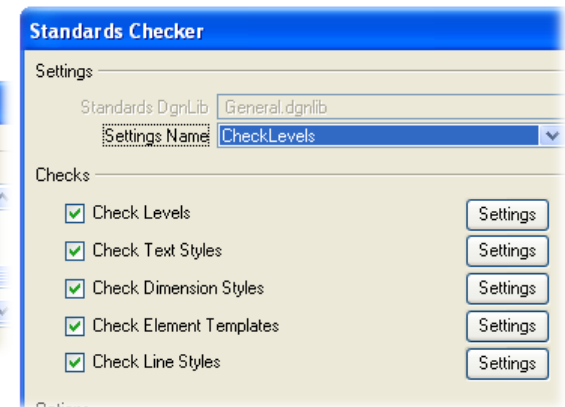 Standards Checker
Settings
Standards DgnLib General.dgnlib
Settings Name CheckLevels
Checks
Check Levels Settings
Check Text Styles Settings
Check Dimension Styles Settings
Check Element Templates Settings
Check Line Styles Settings